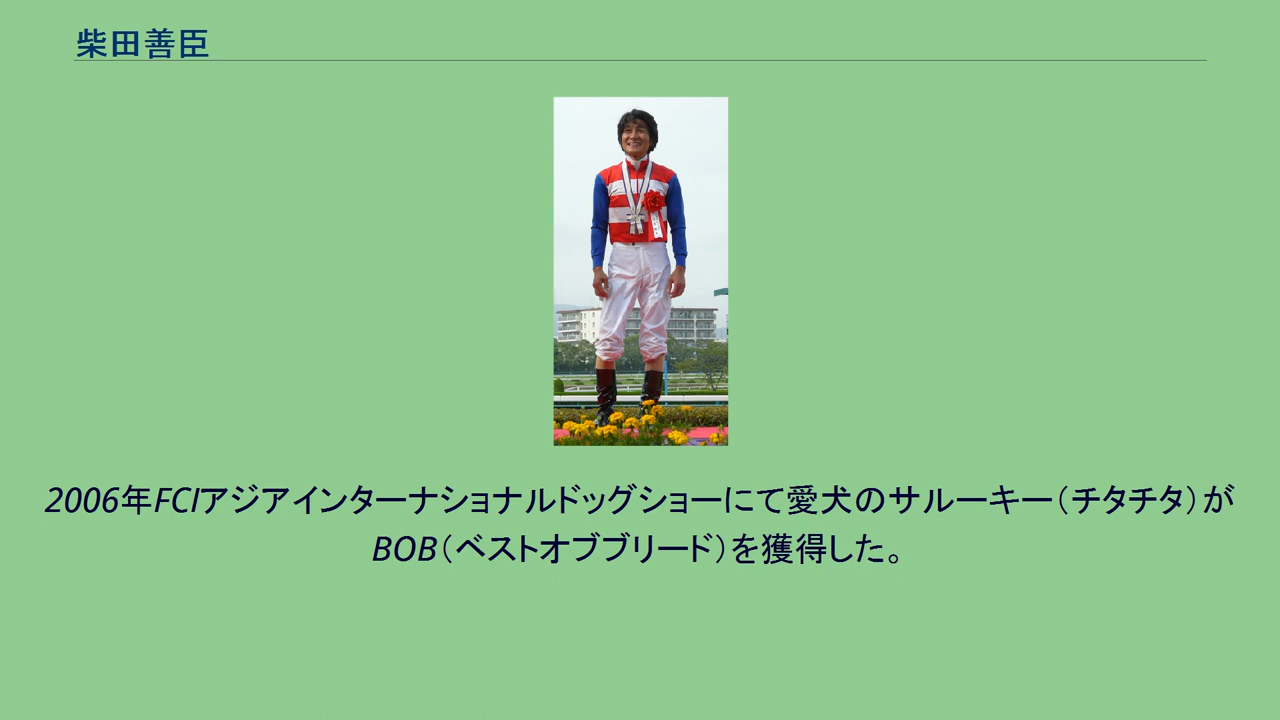 柴田善臣
2006年FCIアジアインターナショナルドッグショーにて愛犬のサルーキー（チタチタ）が
BOB（ベストオブブリード）を獲得した。